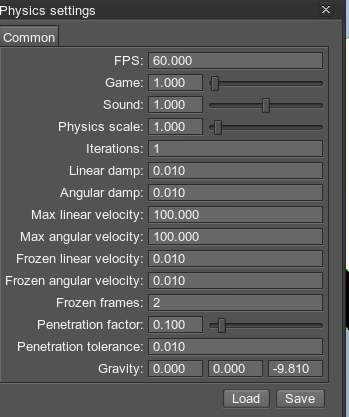 Physics settings
Common
FPS: 60.000
Game: 1.000
Sound: 1.000
Physics scale: 1.000
Iterations: 1
Linear damp: 0.010
Angular damp: 0.010
Max linear velocity: 100.000
Max angular velocity: 100.000
Frozen linear velocity: 0.010
Frozen angular velocity: 0.010
Frozen frames: 2
Penetration factor: 0.100
Penetration tolerance: 0.010
Gravity: 0.000 0.000 -9.810
Load Save